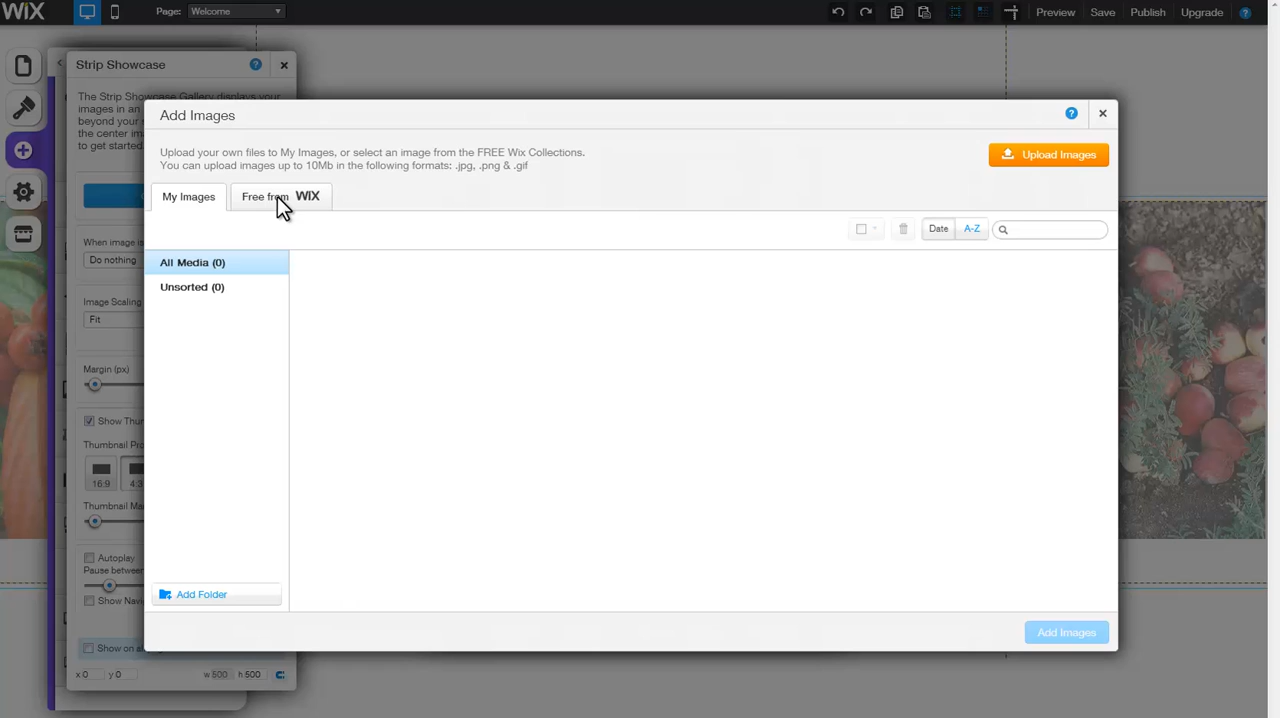 WiX
Page:
Welcome
Preview
Save
Publish
Upgrade
?
Strip Showcase
?
The Strip Showcase Gallery displays your
images in an
beyond your
the center im
to get started
Add Images
?
Upload your own files to My Images, or select an image from the FREE Wix Collections.
You can upload images up to 10Mb in the following formats: .jpg, .png & .gif
Upload Images
My Images
Free from WiX
Date
A-Z
When image is
Do nothing
All Media (0)
Unsorted (0)
Image Scaling
Fit
Margin (px)
Show Thu
Thumbnail Pro
16:9
4:3
Thumbnail Ma
Autoplay
Pause between
Show Navi
Add Folder
Add Images
Show on al
x 0
y 0
w 500
h 500